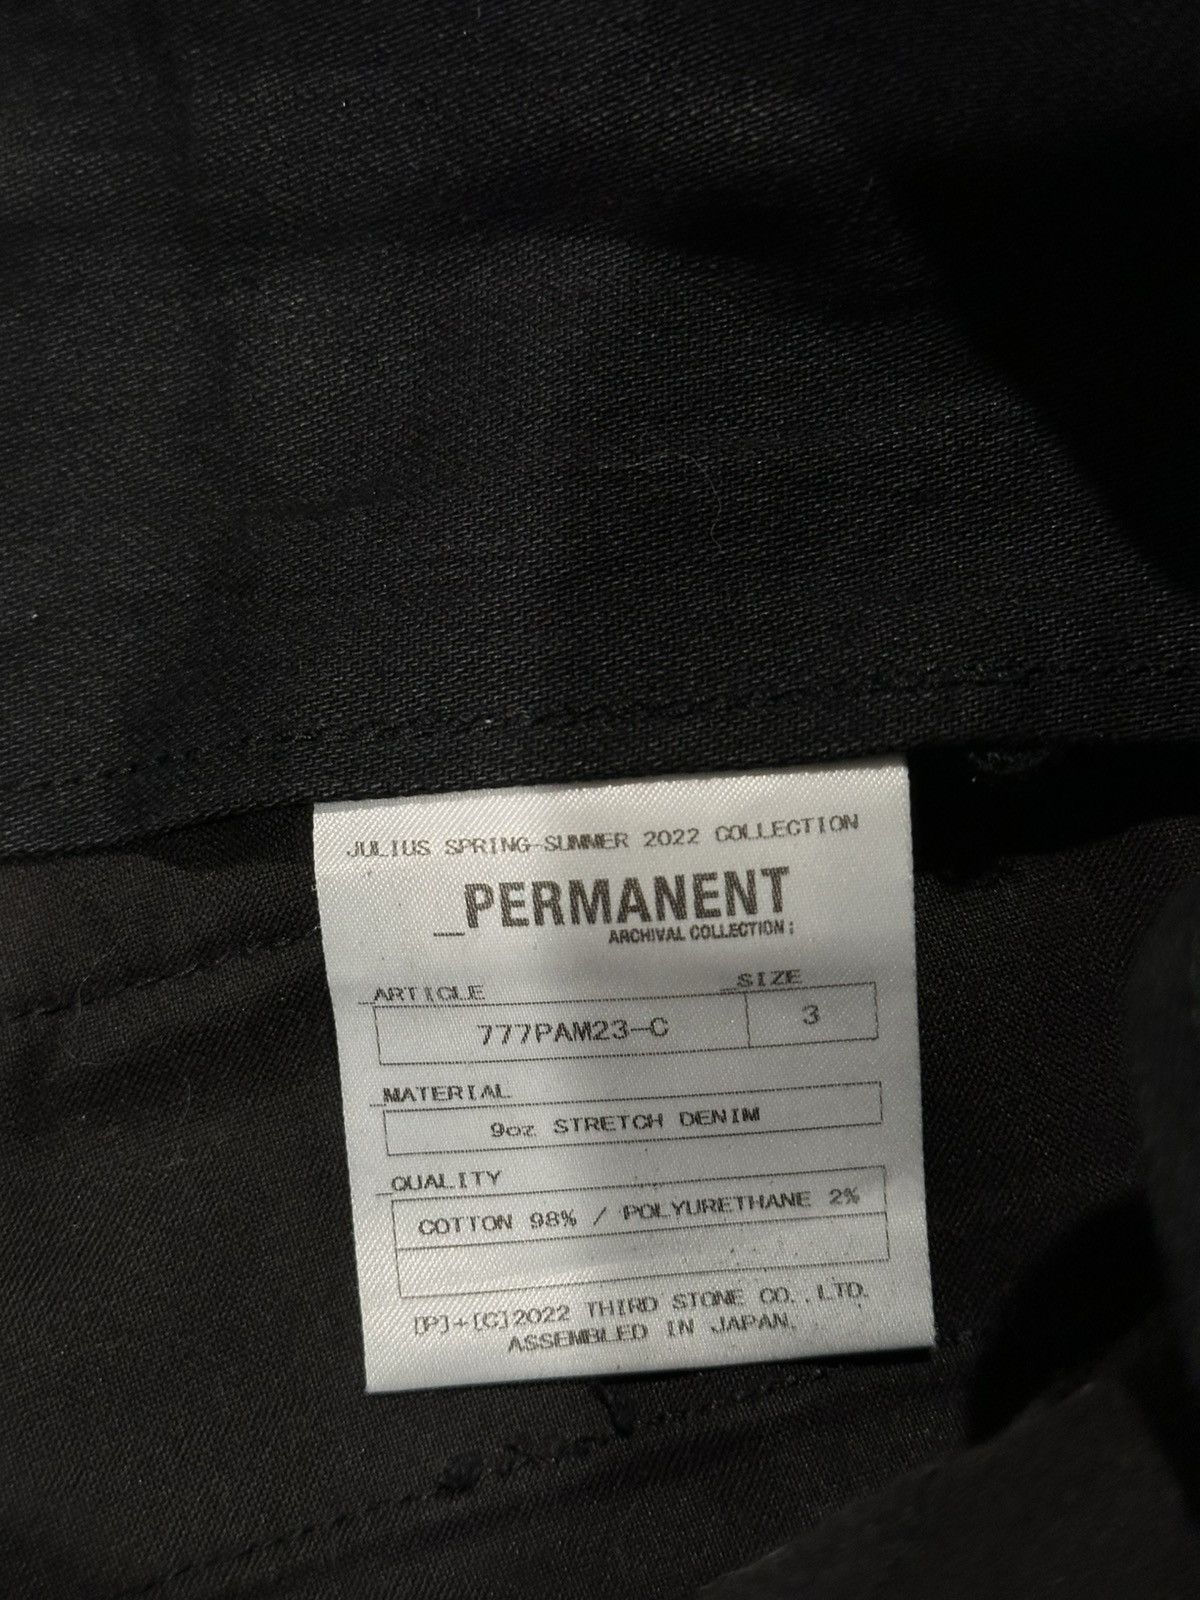 JULIUS SPRING-SUMMER 2022 COLLECTION
_PERMANENT
ARCHIVAL COLLECTION;
_ARTICLE _SIZE
777PAM23-C 3
_MATERIAL
9oz STRETCH DENIM
_QUALITY
COTTON 98% / POLYURETHANE 2%
[P]+[C]2022 THIRD STONE CO.,LTD.
ASSEMBLED IN JAPAN.